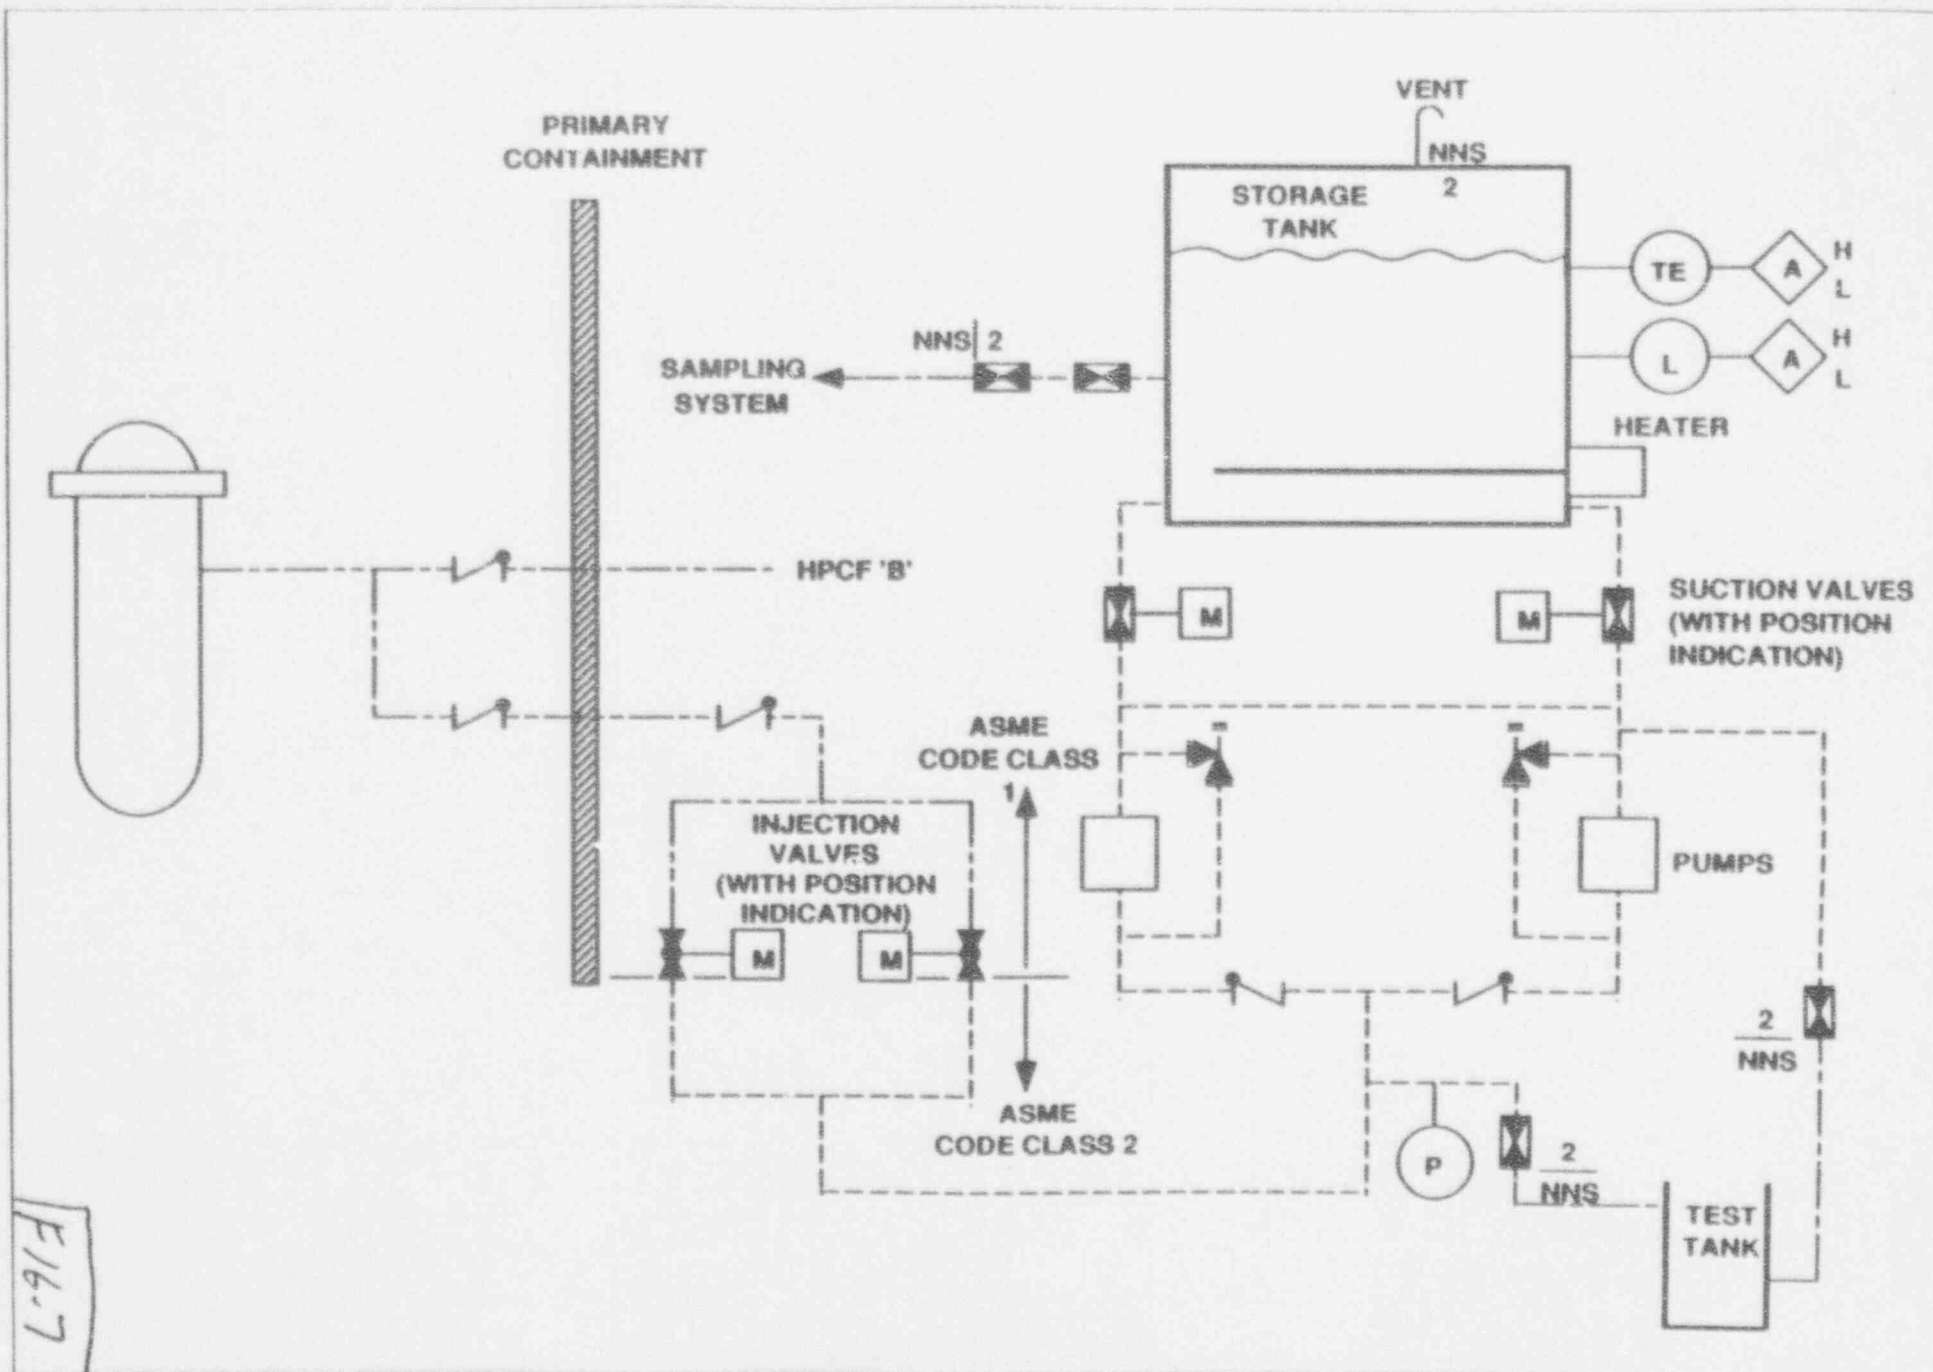 VENT
PRIMARY
CONTAINMENT
NNS
2
STORAGE
TANK
TE
A
H
L
NNS 2
L
A
H
L
SAMPLING
SYSTEM
HEATER
HPCF 'B'
M
M
SUCTION VALVES
(WITH POSITION
INDICATION)
ASME
CODE CLASS
1
INJECTION
VALVES
(WITH POSITION
INDICATION)
PUMPS
M
M
2
NNS
ASME
CODE CLASS 2
P
2
NNS
TEST
TANK